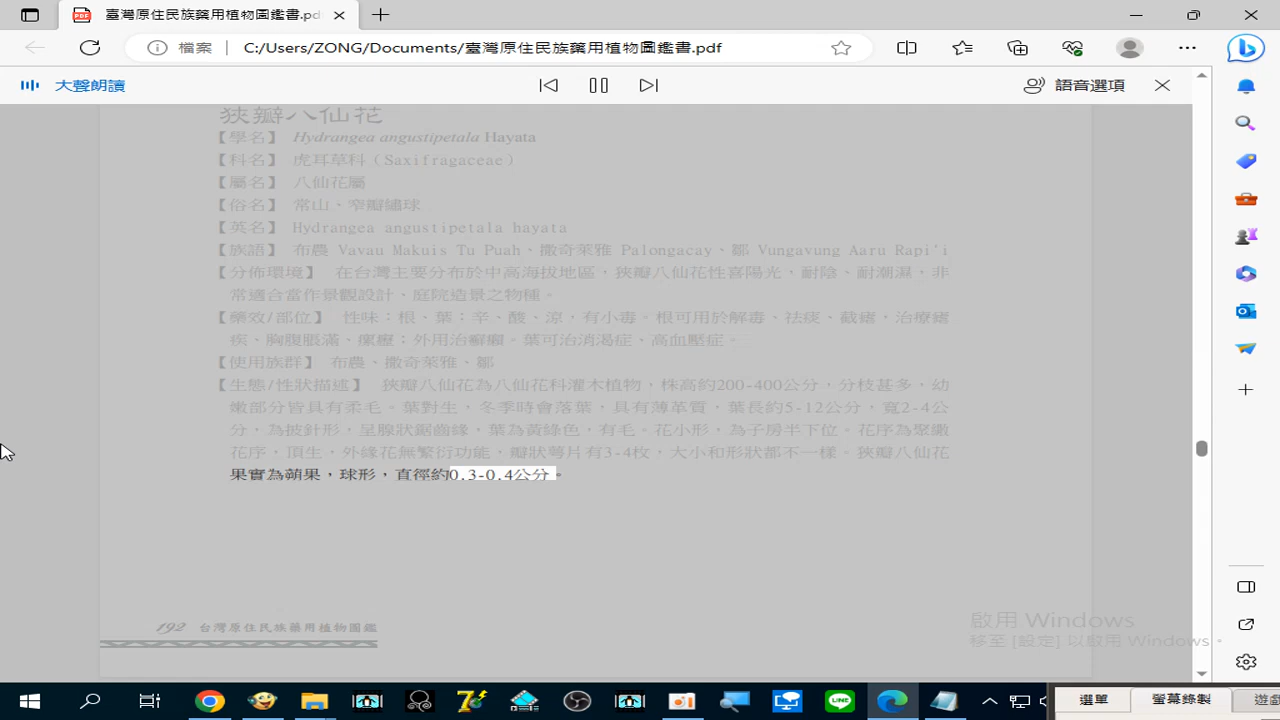 臺灣原住民族藥用植物圖鑑書.pdf
檔案 C:/Users/ZONG/Documents/臺灣原住民族藥用植物圖鑑書.pdf
大聲朗讀
語音選項
狹瓣八仙花
【學名】 Hydrangea angustipetala Hayata
【科名】 虎耳草科（Saxifragaceae）
【屬名】 八仙花屬
【俗名】 常山、窄瓣繡球
【英名】 Hydrangea angustipetala hayata
【族語】 布農 Vavau Makuis Tu Puah、撒奇萊雅 Palongacay、鄒 Vungavung Aaru Rapi'i
【分佈環境】 在台灣主要分布於中高海拔地區，狹瓣八仙花性喜陽光，耐陰、耐潮濕，非
常適合當作景觀設計、庭院造景之物種。
【藥效/部位】 性味：根、葉：辛、酸、涼，有小毒。根可用於解毒、祛痰、截瘧，治療瘧
疾、胸腹脹滿、瘰癧；外用治癬癩。葉可治消渴症、高血壓症。
【使用族群】 布農、撒奇萊雅、鄒
【生態/性狀描述】 狹瓣八仙花為八仙花科灌木植物，株高約200-400公分，分枝甚多、幼
嫩部分皆具有柔毛。葉對生，冬季時會落葉，具有薄革質，葉長約5-12公分，寬2-4公
分，為披針形，呈腺狀鋸齒緣，葉為黃綠色，有毛。花小形，為子房半下位。花序為聚繖
花序，頂生，外緣花無繁衍功能，瓣狀萼片有3-4枚，大小和形狀都不一樣。狹瓣八仙花
果實為蒴果，球形，直徑約0.3-0.4公分。
192 台灣原住民族藥用植物圖鑑
啟用 Windows
移至 [設定] 以啟用 Windows。
選單
螢幕錄製